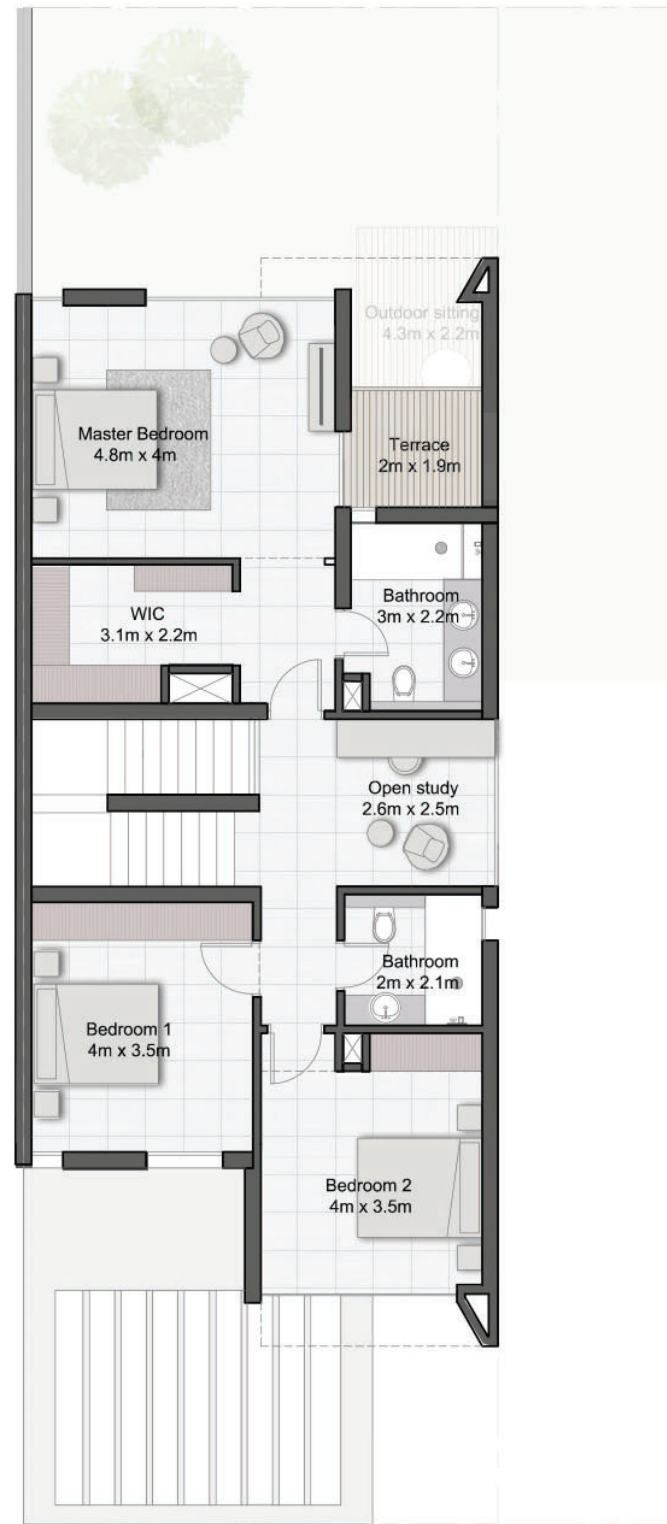 Outdoor sitting
4.3m x 2.2m
Master Bedroom
4.8m x 4m
Terrace
2m x 1.9m
WIC
3.1m x 2.2m
Bathroom
3m x 2.2m
Open study
2.6m x 2.5m
Bathroom
2m x 2.1m
Bedroom 1
4m x 3.5m
Bedroom 2
4m x 3.5m